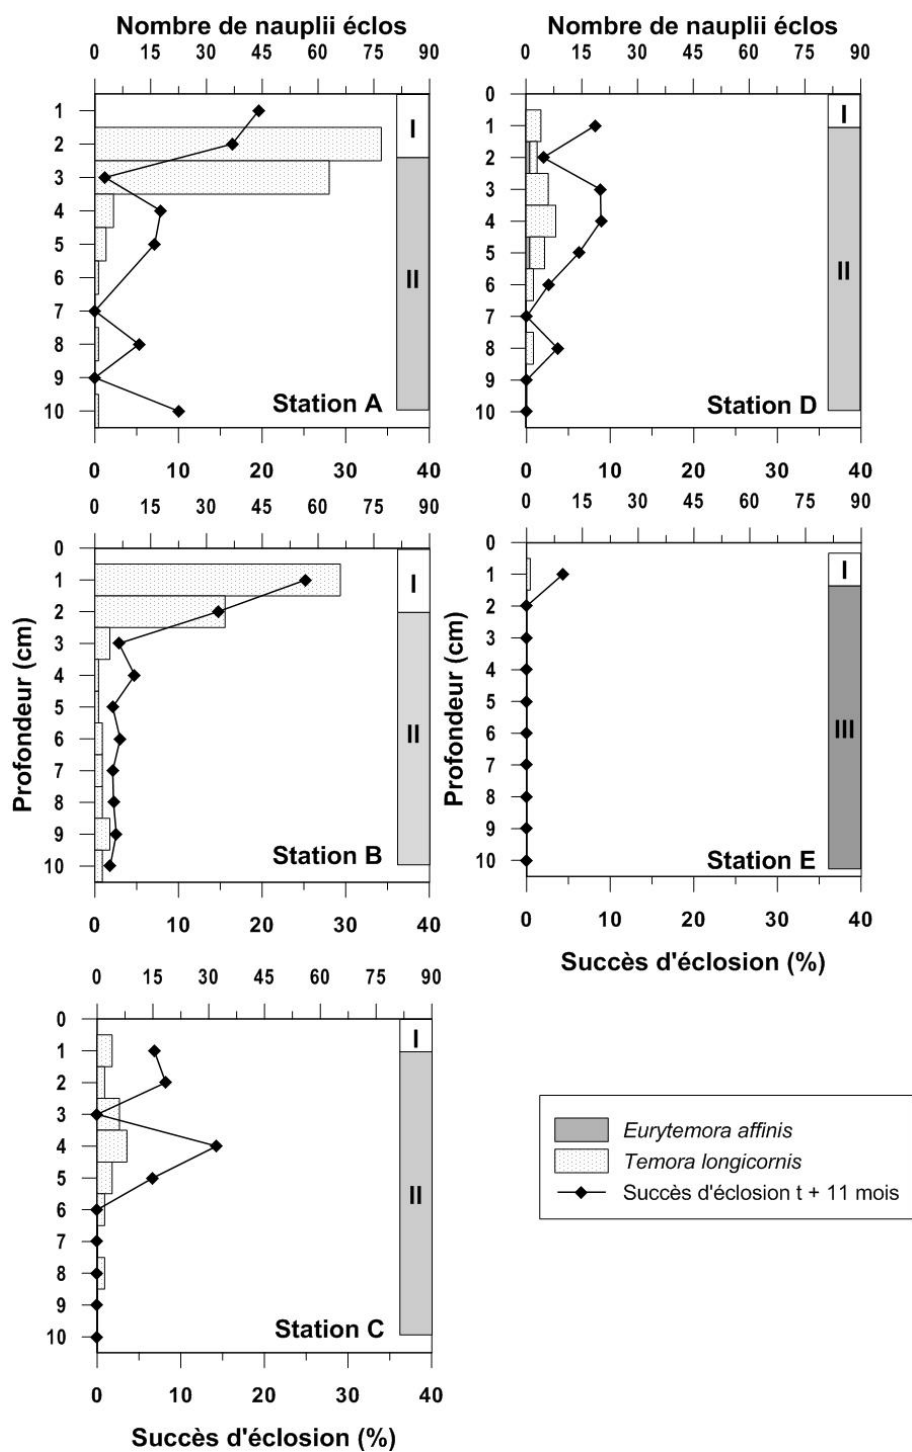 Nombre de nauplii éclos
0 15 30 45 60 75 90
1
2
3
4
5
6
7
8
9
10
I
II
Station A
0 10 20 30 40
Nombre de nauplii éclos
0 15 30 45 60 75 90
0
1
2
3
4
5
6
7
8
9
10
I
II
Station D
0 10 20 30 40
0 15 30 45 60 75 90
Profondeur (cm)
0
1
2
3
4
5
6
7
8
9
10
I
II
Station B
0 10 20 30 40
0 15 30 45 60 75 90
Profondeur (cm)
0
1
2
3
4
5
6
7
8
9
10
I
III
Station E
0 10 20 30 40
Succès d'éclosion (%)
0 15 30 45 60 75 90
0
1
2
3
4
5
6
7
8
9
10
I
II
Station C
0 10 20 30 40
Succès d'éclosion (%)
Eurytemora affinis
Temora longicornis
Succès d'éclosion t + 11 mois